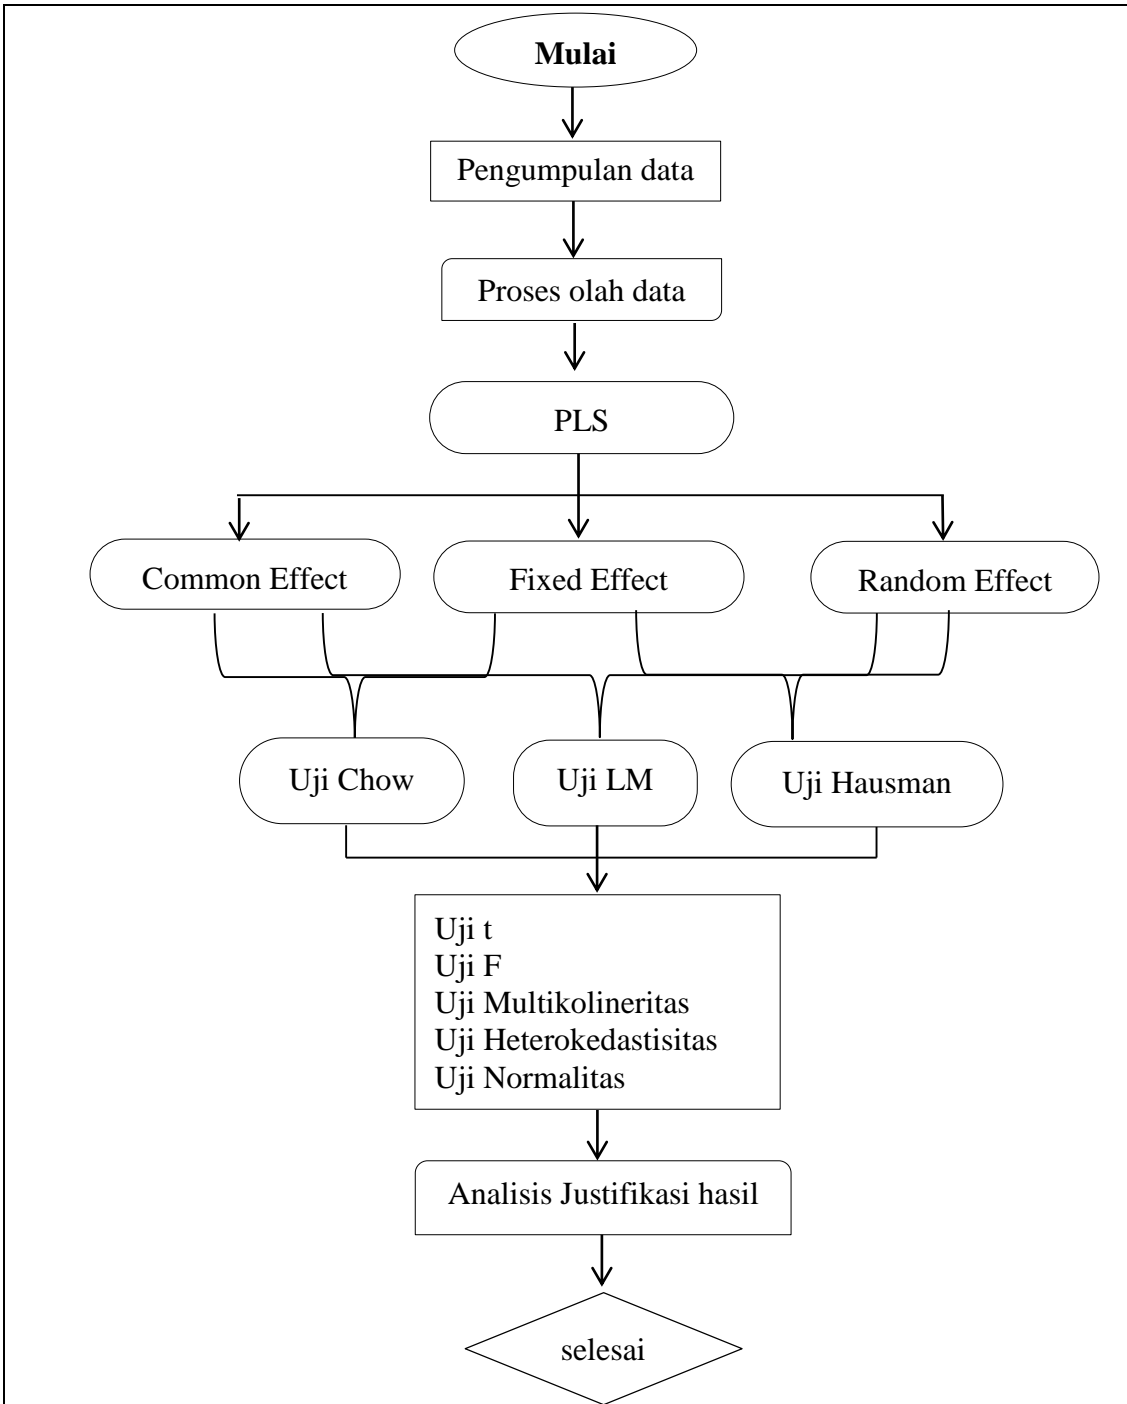 Mulai
Pengumpulan data
Proses olah data
PLS
Common Effect
Fixed Effect
Random Effect
Uji Chow
Uji LM
Uji Hausman
Uji t
Uji F
Uji Multikolineritas
Uji Heterokedastisitas
Uji Normalitas
Analisis Justifikasi hasil
selesai